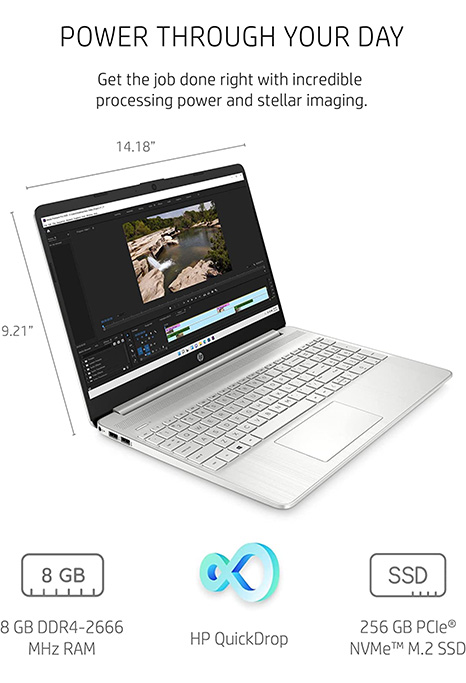 POWER THROUGH YOUR DAY
Get the job done right with incredible
processing power and stellar imaging.
14.18"
9.21"
hp
8 GB
SSD
8 GB DDR4-2666
MHz RAM
HP QuickDrop
256 GB PCIe®
NVMe™ M.2 SSD